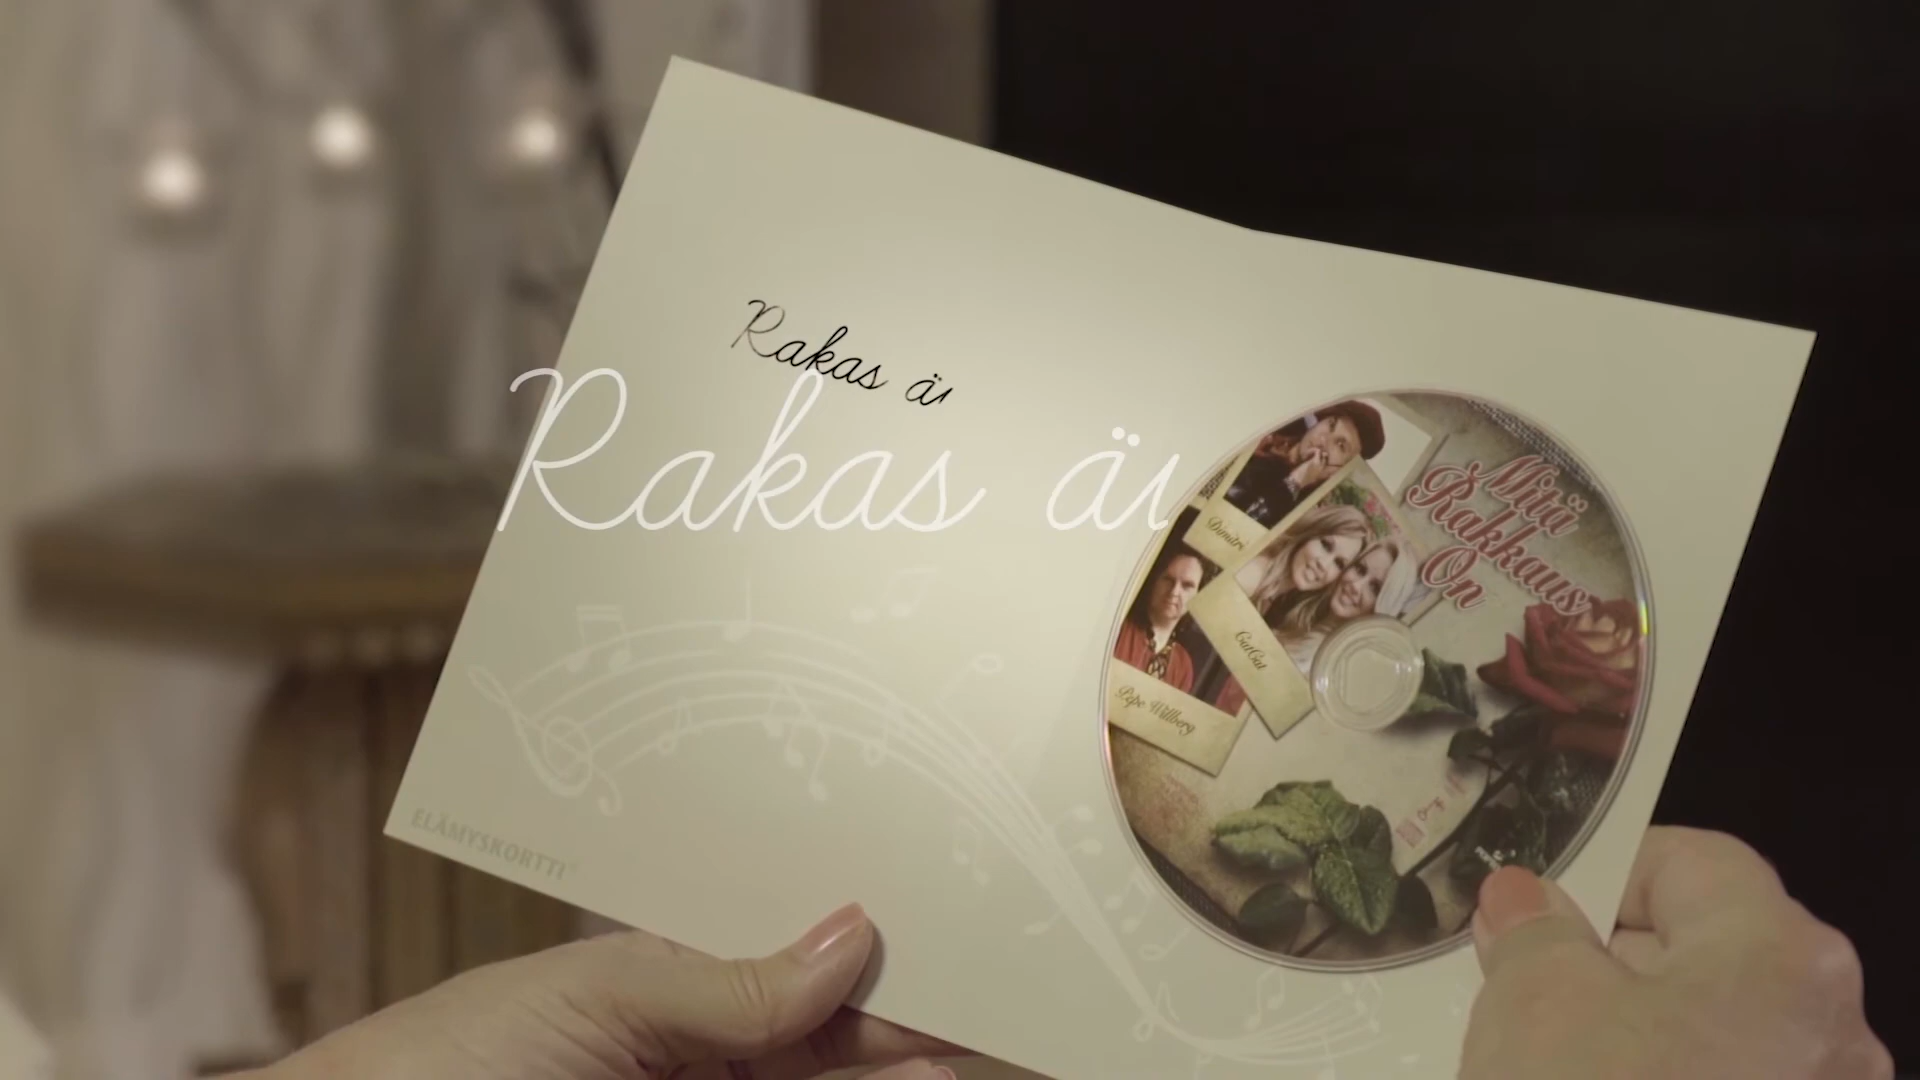 Rakas äi
Rakas äi
Mitä
Rakkaus
On
Dimitri
CatCat
Pepe Willberg
ELÄMYSKORTTI